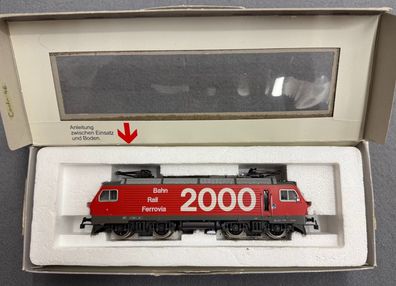 Anleitung
zwischen Einsatz
und Boden.
Bahn
Rail
Ferrovia
2000